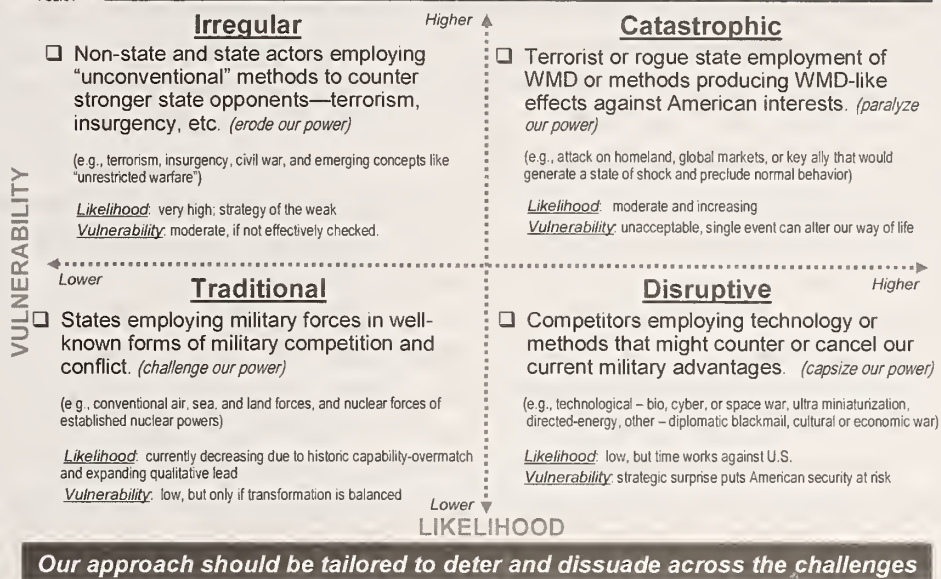 Higher
Irregular
❑ Non-state and state actors employing
"unconventional" methods to counter
stronger state opponents—terrorism,
insurgency, etc. (erode our power)
(e.g., terrorism, insurgency, civil war, and emerging concepts like
"unrestricted warfare")
Likelihood: very high; strategy of the weak
Vulnerability: moderate, if not effectively checked.
Catastrophic
❑ Terrorist or rogue state employment of
WMD or methods producing WMD-like
effects against American interests. (paralyze
our power)
(e.g., attack on homeland, global markets, or key ally that would
generate a state of shock and preclude normal behavior)
Likelihood: moderate and increasing
Vulnerability: unacceptable, single event can alter our way of life
VULNERABILITY
Lower
Higher
Traditional
❑ States employing military forces in well-
known forms of military competition and
conflict. (challenge our power)
(e g., conventional air, sea, and land forces, and nuclear forces of
established nuclear powers)
Likelihood: currently decreasing due to historic capability-overmatch
and expanding qualitative lead
Vulnerability: low, but only if transformation is balanced
Disruptive
❑ Competitors employing technology or
methods that might counter or cancel our
current military advantages. (capsize our power)
(e.g., technological – bio, cyber, or space war, ultra miniaturization,
directed-energy, other – diplomatic blackmail, cultural or economic war)
Likelihood: low, but time works against U.S.
Vulnerability: strategic surprise puts American security at risk
Lower
LIKELIHOOD
Our approach should be tailored to deter and dissuade across the challenges